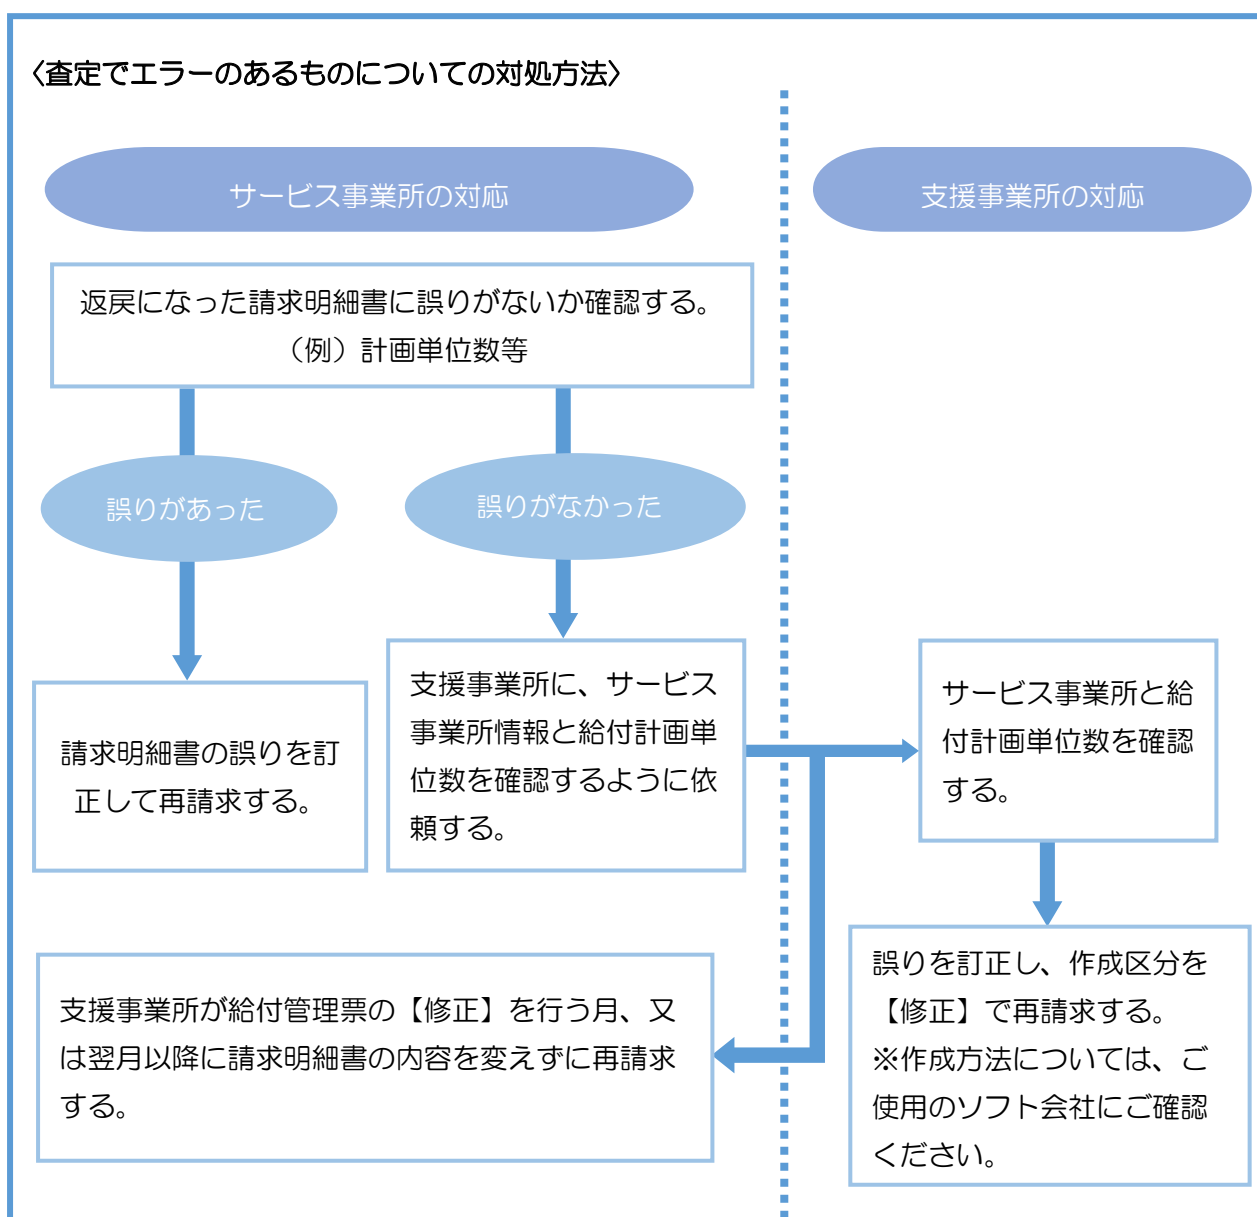 〈査定でエラーのあるものについての対処方法〉
サービス事業所の対応
支援事業所の対応
返戻になった請求明細書に誤りがないか確認する。
（例）計画単位数等
誤りがあった
誤りがなかった
請求明細書の誤りを訂
正して再請求する。
支援事業所に、サービス
事業所情報と給付計画単
位数を確認するように依
頼する。
サービス事業所と給
付計画単位数を確認
する。
支援事業所が給付管理票の【修正】を行う月、又
は翌月以降に請求明細書の内容を変えずに再請求
する。
誤りを訂正し、作成区分を
【修正】で再請求する。
※作成方法については、ご
使用のソフト会社にご確認
ください。